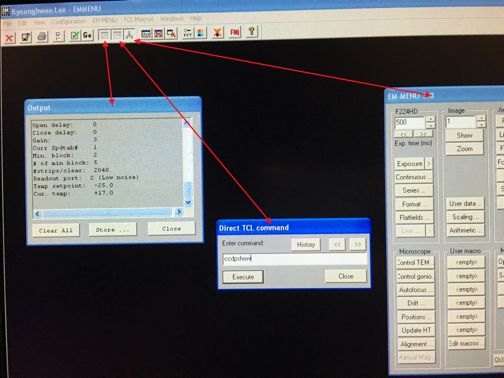 Kyounghwan Lee - EMMENU
File Edit View Configuration EM MENU TCL Macros Window Help
Go
FFT
FAQ
?
Output
Open delay: 0
Close delay: 0
Gain: 3
Curr Spdtab# 1
Min. block: 2
# of min block: 5
#strips/clear: 2048
Readout port: 2 (Low noise)
Temp setpoint: -25.0
Cur. temp: +17.0
Clear All Store ... Close
Direct TCL command
Enter command History << >>
ccdpshow
Execute Close
EM-MENU
F224HD
500
<< >>
Exp. time (ms)
Exposure >
Continuous ...
Series ...
Format ...
Flatfields ...
Live >
Image
1
Show
Zoom
User data ...
Scaling ...
Arithmetic ...
Microscope
Control TEM ...
Control gonio...
Autofocus ...
Drift ...
Positions ...
Update HT
Alignment ...
Manual Mag...
User macro
<empty>
<empty>
<empty>
<empty>
<empty>
<empty>
Edit macros ...